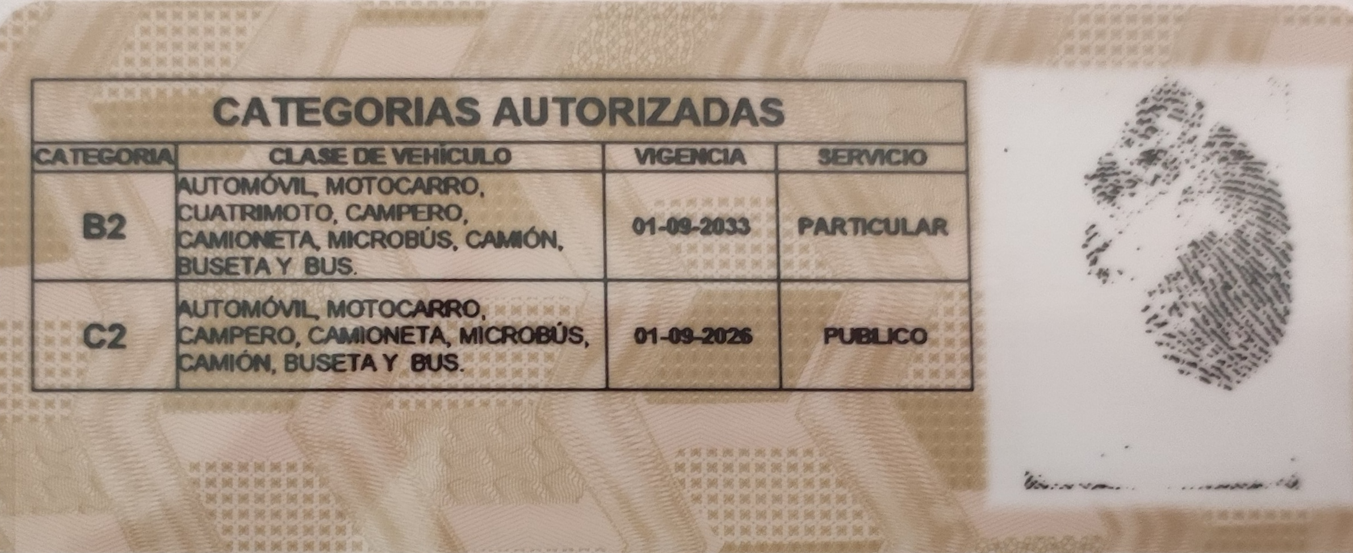 CATEGORIAS AUTORIZADAS
CATEGORIA CLASE DE VEHÍCULO VIGENCIA SERVICIO
AUTOMÓVIL, MOTOCARRO,
CUATRIMOTO, CAMPERO,
B2 CAMIONETA, MICROBÚS, CAMIÓN, 01-09-2033 PARTICULAR
BUSETA Y BUS.
AUTOMÓVIL, MOTOCARRO,
C2 CAMPERO, CAMIONETA, MICROBÚS, 01-09-2026 PUBLICO
CAMIÓN, BUSETA Y BUS.